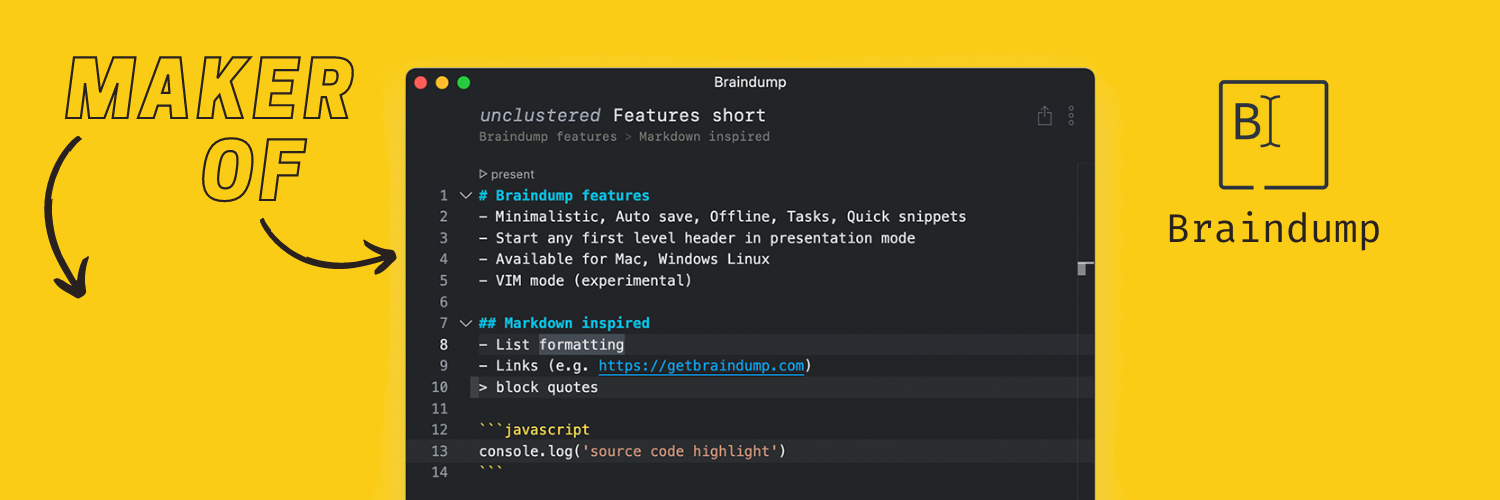 MAKER
OF
Braindump
unclustered Features short
Braindump features > Markdown inspired
present
1 # Braindump features
2 - Minimalistic, Auto save, Offline, Tasks, Quick snippets
3 - Start any first level header in presentation mode
4 - Available for Mac, Windows Linux
5 - VIM mode (experimental)
6
7 ## Markdown inspired
8 - List formatting
9 - Links (e.g. https://getbraindump.com)
10 > block quotes
11
12 ```javascript
13 console.log('source code highlight')
14 ```
B
Braindump